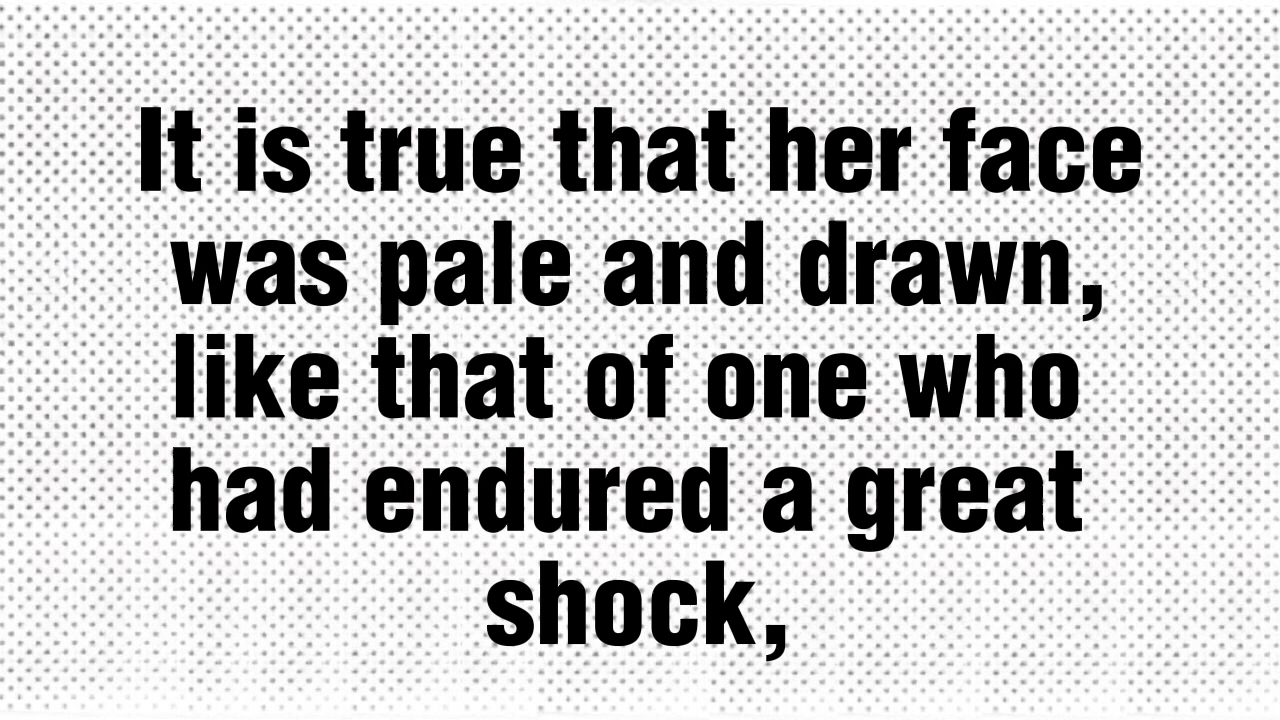 It is true that her face
was pale and drawn,
like that of one who
had endured a great
shock,